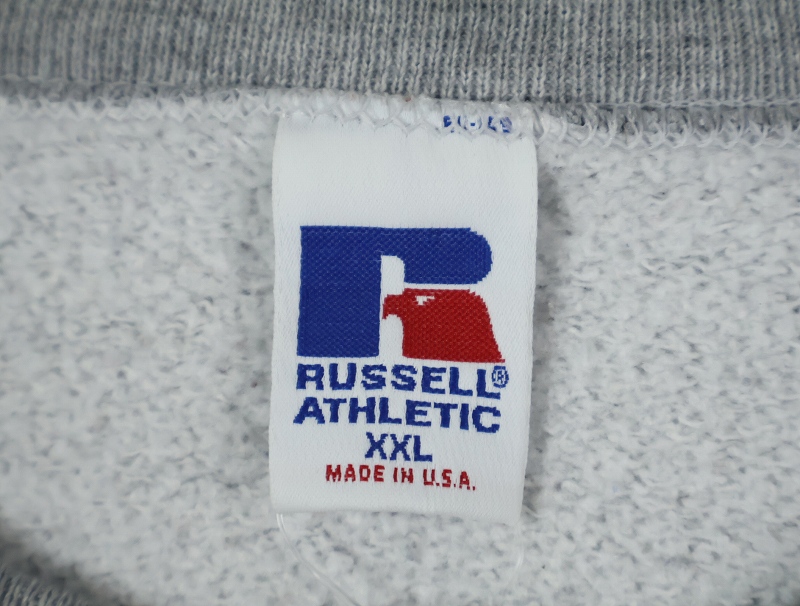 RUSSELL®
ATHLETIC
XXL
MADE IN U.S.A.